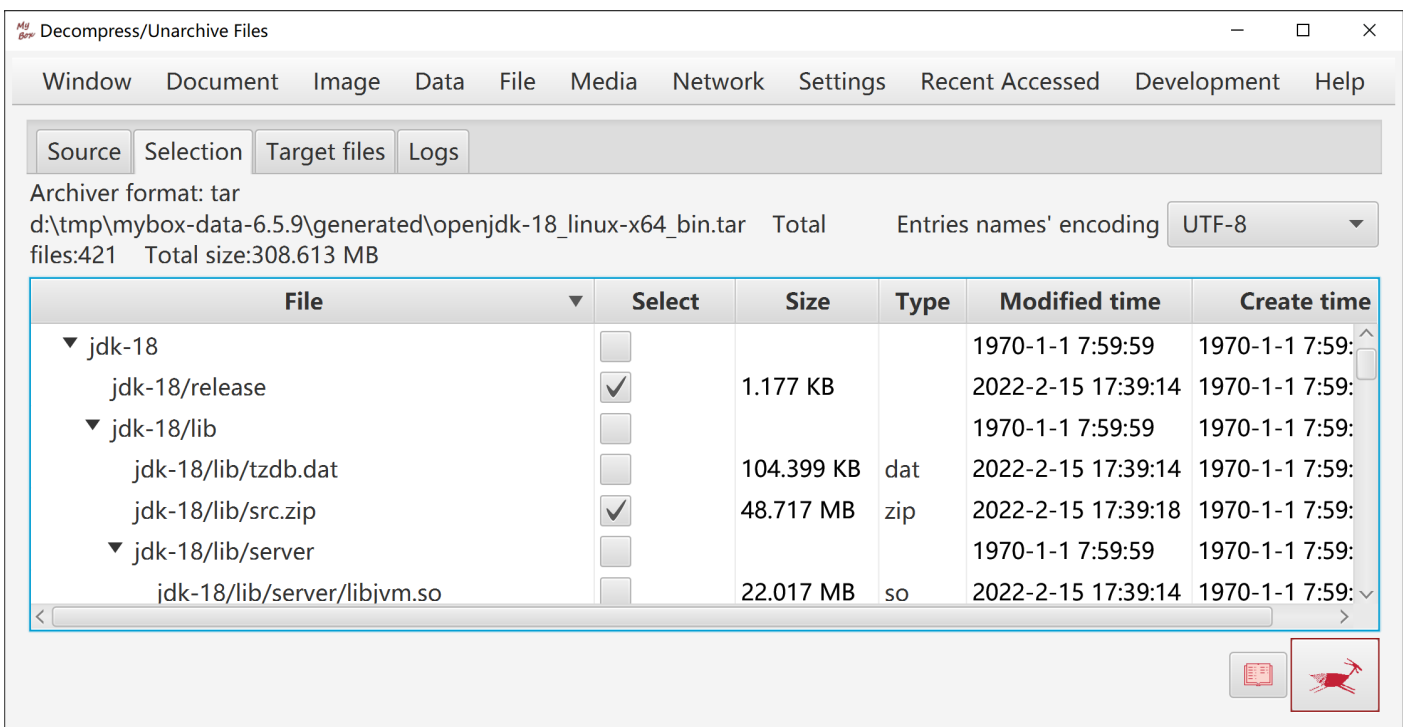 My Box Decompress/Unarchive Files
Window Document Image Data File Media Network Settings Recent Accessed Development Help
Source Selection Target files Logs
Archiver format: tar
d:\tmp\mybox-data-6.5.9\generated\openjdk-18_linux-x64_bin.tar Total Entries names' encoding UTF-8
files:421 Total size:308.613 MB
File Select Size Type Modified time Create time
jdk-18 1970-1-1 7:59:59 1970-1-1 7:59:
jdk-18/release 1.177 KB 2022-2-15 17:39:14 1970-1-1 7:59:
jdk-18/lib 1970-1-1 7:59:59 1970-1-1 7:59:
jdk-18/lib/tzdb.dat 104.399 KB dat 2022-2-15 17:39:14 1970-1-1 7:59:
jdk-18/lib/src.zip 48.717 MB zip 2022-2-15 17:39:18 1970-1-1 7:59:
jdk-18/lib/server 1970-1-1 7:59:59 1970-1-1 7:59:
jdk-18/lib/server/libjvm.so 22.017 MB so 2022-2-15 17:39:14 1970-1-1 7:59: